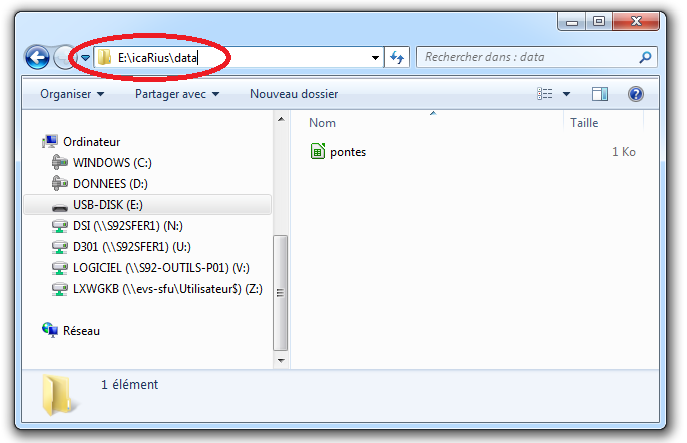 E:\icaRius\data
Rechercher dans : data
Organiser
Partager avec
Nouveau dossier
Nom
Taille
Ordinateur
WINDOWS (C:)
DONNEES (D:)
USB-DISK (E:)
DSI (\\S92SFER1) (N:)
D301 (\\S92SFER1) (U:)
LOGICIEL (\\S92-OUTILS-P01) (V:)
LXWGKB (\\evs-sfu\Utilisateur$) (Z:)
Réseau
pontes
1 Ko
1 élément